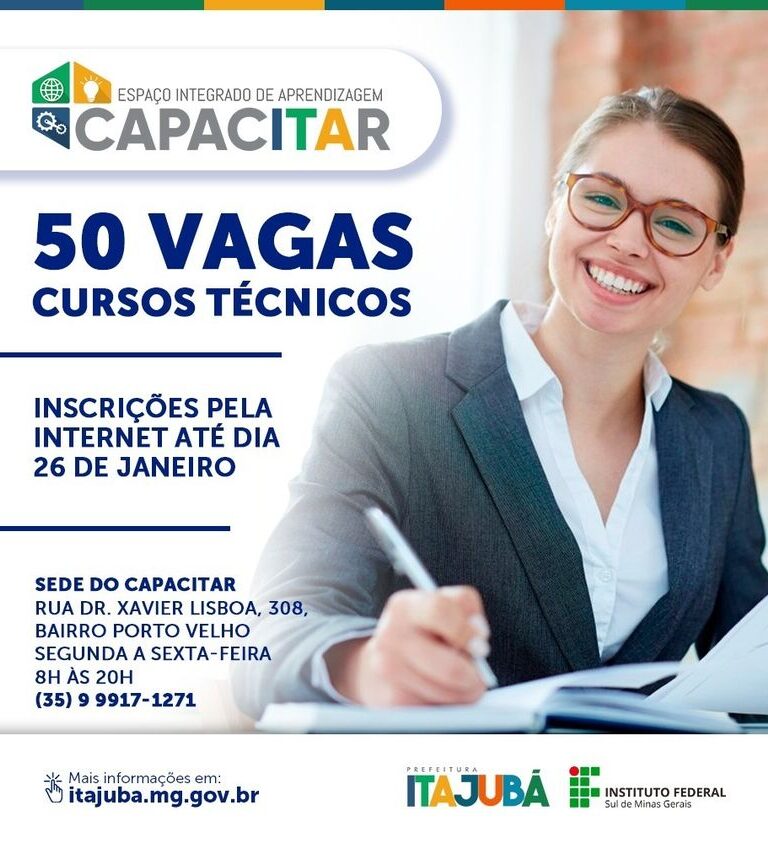 ESPAÇO INTEGRADO DE APRENDIZAGEM
CAPACITAR
50 VAGAS
CURSOS TÉCNICOS
INSCRIÇÕES PELA
INTERNET ATÉ DIA
26 DE JANEIRO
SEDE DO CAPACITAR
RUA DR. XAVIER LISBOA, 308,
BAIRRO PORTO VELHO
SEGUNDA A SEXTA-FEIRA
8H ÀS 20H
(35) 9 9917-1271
Mais informações em:
itajuba.mg.gov.br
PREFEITURA
ITAJUBÁ
INSTITUTO FEDERAL
Sul de Minas Gerais